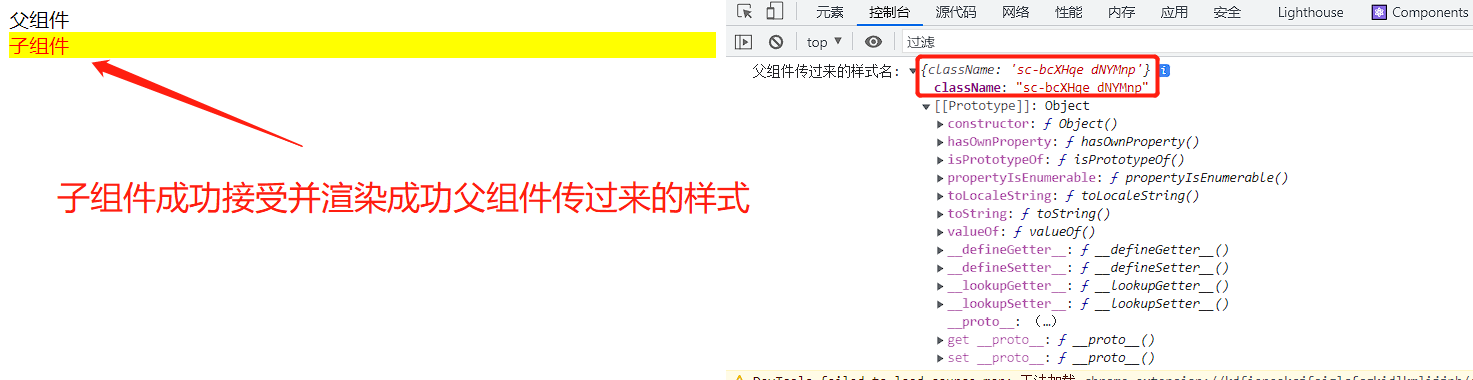 父组件
子组件
子组件成功接受并渲染成功父组件传过来的样式
元素 控制台 源代码 网络 性能 内存 应用 安全 Lighthouse Components
top ▼ 过滤
父组件传过来的样式名: ▼{className: 'sc-bcXHqe dNYMnp'} i
className: "sc-bcXHqe dNYMnp"
▼[[Prototype]]: Object
▶constructor: ƒ Object()
▶hasOwnProperty: ƒ hasOwnProperty()
▶isPrototypeOf: ƒ isPrototypeOf()
▶propertyIsEnumerable: ƒ propertyIsEnumerable()
▶toLocaleString: ƒ toLocaleString()
▶toString: ƒ toString()
▶valueOf: ƒ valueOf()
▶__defineGetter__: ƒ __defineGetter__()
▶__defineSetter__: ƒ __defineSetter__()
▶__lookupGetter__: ƒ __lookupGetter__()
▶__lookupSetter__: ƒ __lookupSetter__()
__proto__: (…)
▶get __proto__: ƒ __proto__()
▶set __proto__: ƒ __proto__()
DevTools failed to load source map: